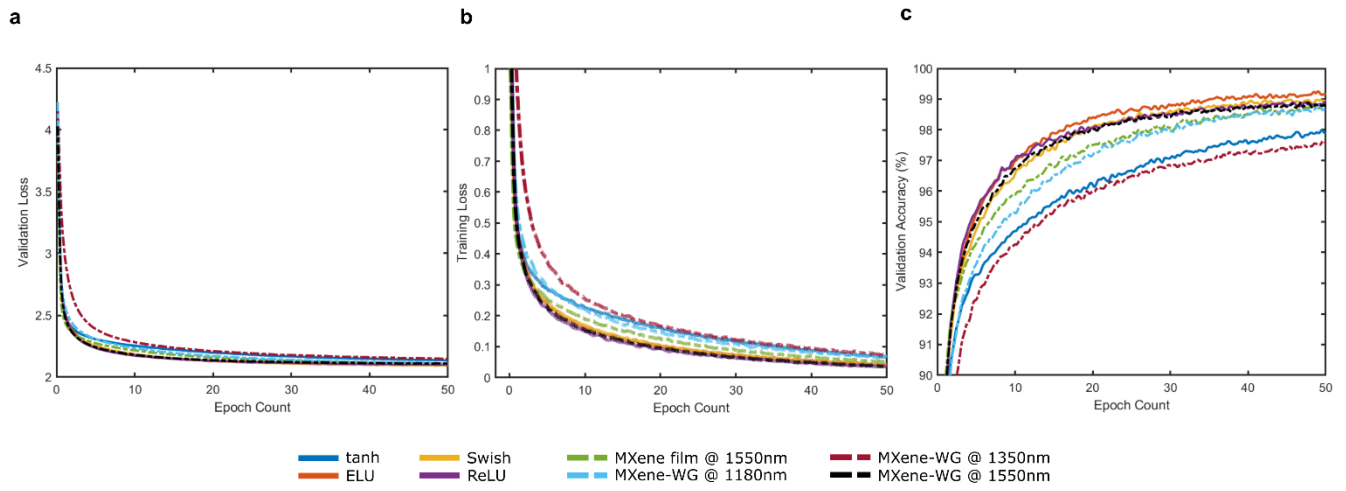 a
b
c
4.5
4
3.5
3
2.5
2
Validation Loss
0 10 20 30 40 50
Epoch Count
1
0.9
0.8
0.7
0.6
0.5
0.4
0.3
0.2
0.1
0
Training Loss
0 10 20 30 40 50
Epoch Count
100
99
98
97
96
95
94
93
92
91
90
Validation Accuracy (%)
0 10 20 30 40 50
Epoch Count
tanh Swish MXene film @ 1550nm MXene-WG @ 1350nm
ELU ReLU MXene-WG @ 1180nm MXene-WG @ 1550nm